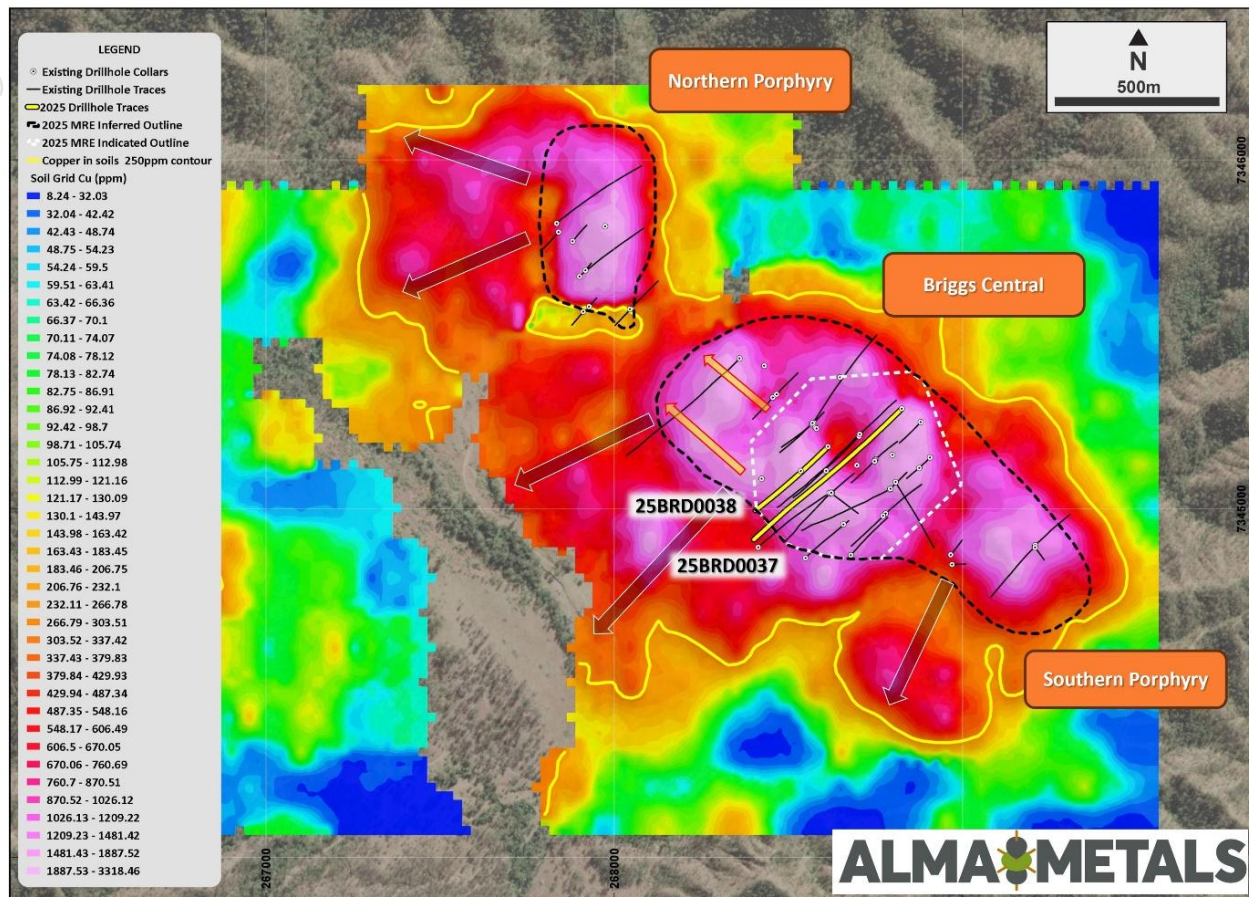 LEGEND
Existing Drillhole Collars
Existing Drillhole Traces
2025 Drillhole Traces
2025 MRE Inferred Outline
2025 MRE Indicated Outline
Copper in soils 250ppm contour
Soil Grid Cu (ppm)
8.24 - 32.03
32.04 - 42.42
42.43 - 48.74
48.75 - 54.23
54.24 - 59.5
59.51 - 63.41
63.42 - 66.36
66.37 - 70.1
70.11 - 74.07
74.08 - 78.12
78.13 - 82.74
82.75 - 86.91
86.92 - 92.41
92.42 - 98.7
98.71 - 105.74
105.75 - 112.98
112.99 - 121.16
121.17 - 130.09
130.1 - 143.97
143.98 - 163.42
163.43 - 183.45
183.46 - 206.75
206.76 - 232.1
232.11 - 266.78
266.79 - 303.51
303.52 - 337.42
337.43 - 379.83
379.84 - 429.93
429.94 - 487.34
487.35 - 548.16
548.17 - 606.49
606.5 - 670.05
670.06 - 760.69
760.7 - 870.51
870.52 - 1026.12
1026.13 - 1209.22
1209.23 - 1481.42
1481.43 - 1887.52
1887.53 - 3318.46
Northern Porphyry
N
500m
7346000
Briggs Central
25BRD0038
7345000
25BRD0037
Southern Porphyry
267000
268000
ALMA METALS